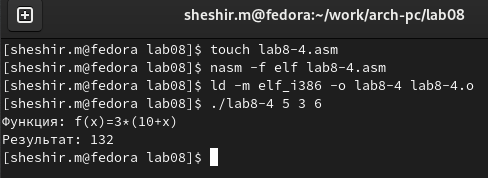 sheshir.m@fedora:~/work/arch-pc/lab08
[sheshir.m@fedora lab08]$ touch lab8-4.asm
[sheshir.m@fedora lab08]$ nasm -f elf lab8-4.asm
[sheshir.m@fedora lab08]$ ld -m elf_i386 -o lab8-4 lab8-4.o
[sheshir.m@fedora lab08]$ ./lab8-4 5 3 6
Функция: f(x)=3*(10+x)
Результат: 132
[sheshir.m@fedora lab08]$